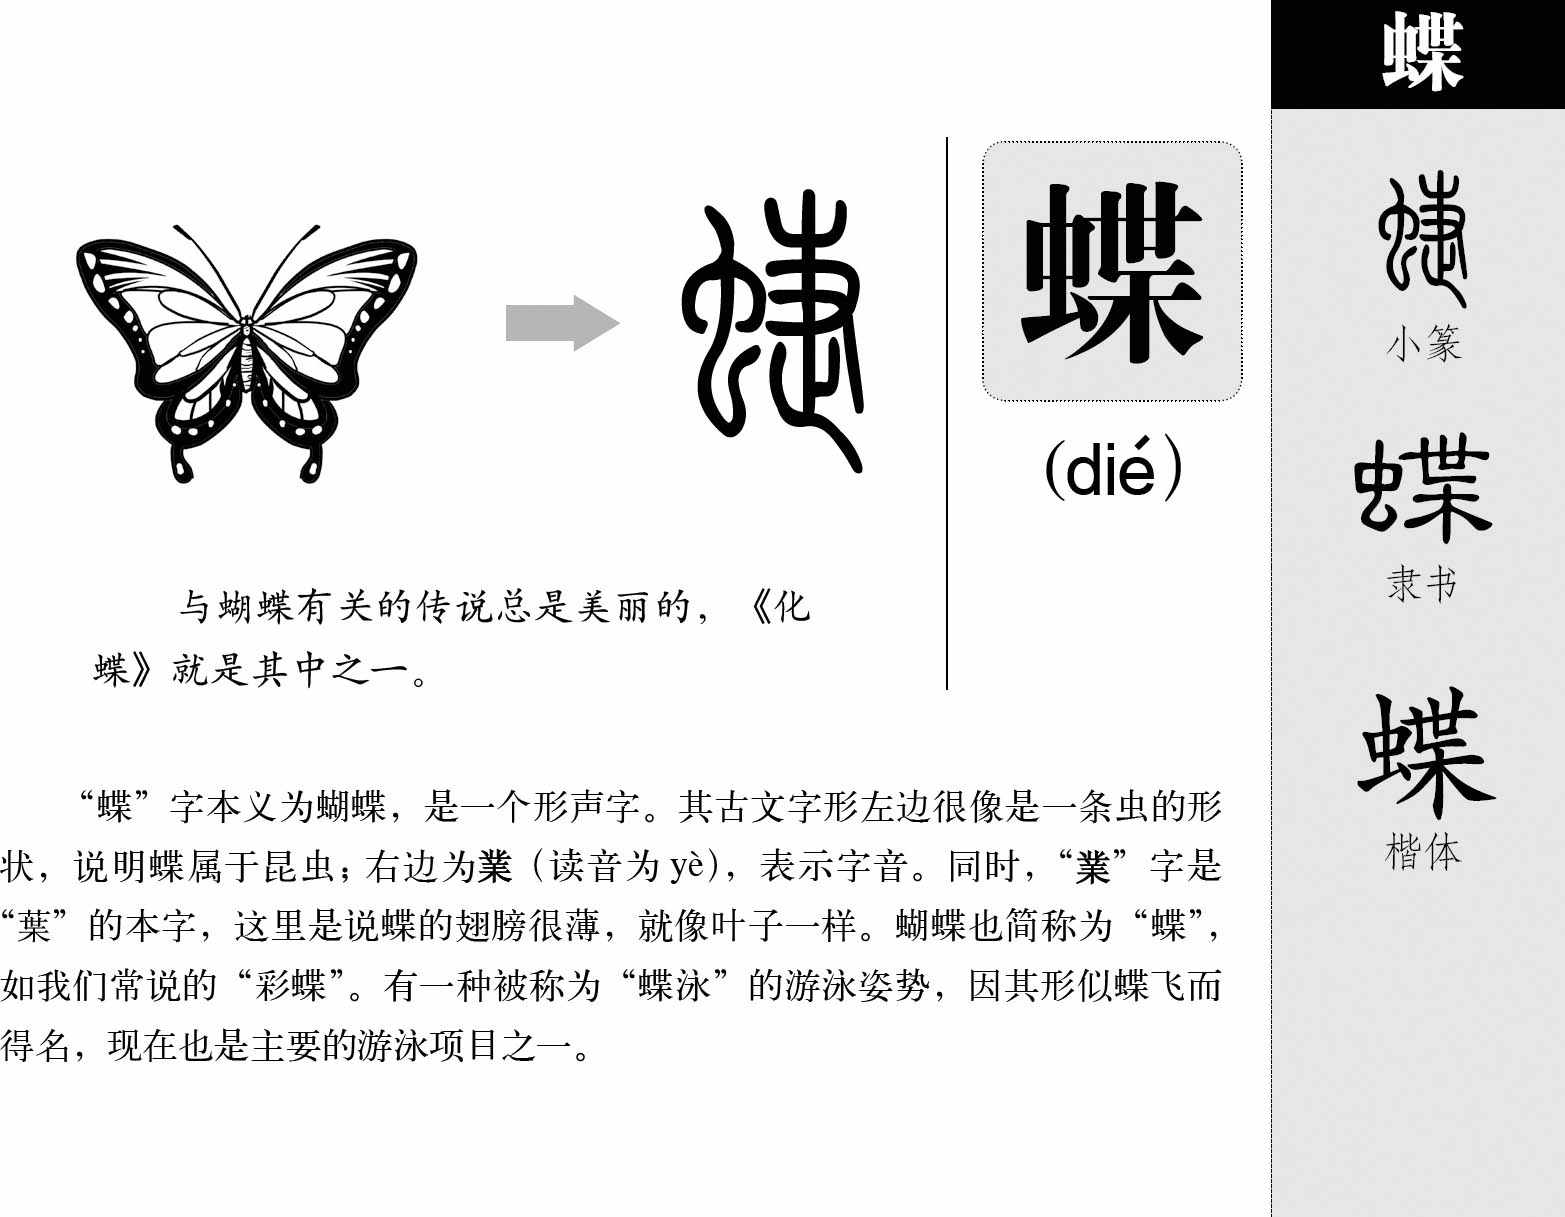 蝶
蝶
(dié)
与蝴蝶有关的传说总是美丽的，《化
蝶》就是其中之一。
“蝶”字本义为蝴蝶，是一个形声字。其古文字形左边很像是一条虫的形
状，说明蝶属于昆虫；右边为枼（读音为 yè），表示字音。同时，“枼”字是
“葉”的本字，这里是说蝶的翅膀很薄，就像叶子一样。蝴蝶也简称为“蝶”，
如我们常说的“彩蝶”。有一种被称为“蝶泳”的游泳姿势，因其形似蝶飞而
得名，现在也是主要的游泳项目之一。
蝶
蝶
小篆
蝶
隶书
蝶
楷体